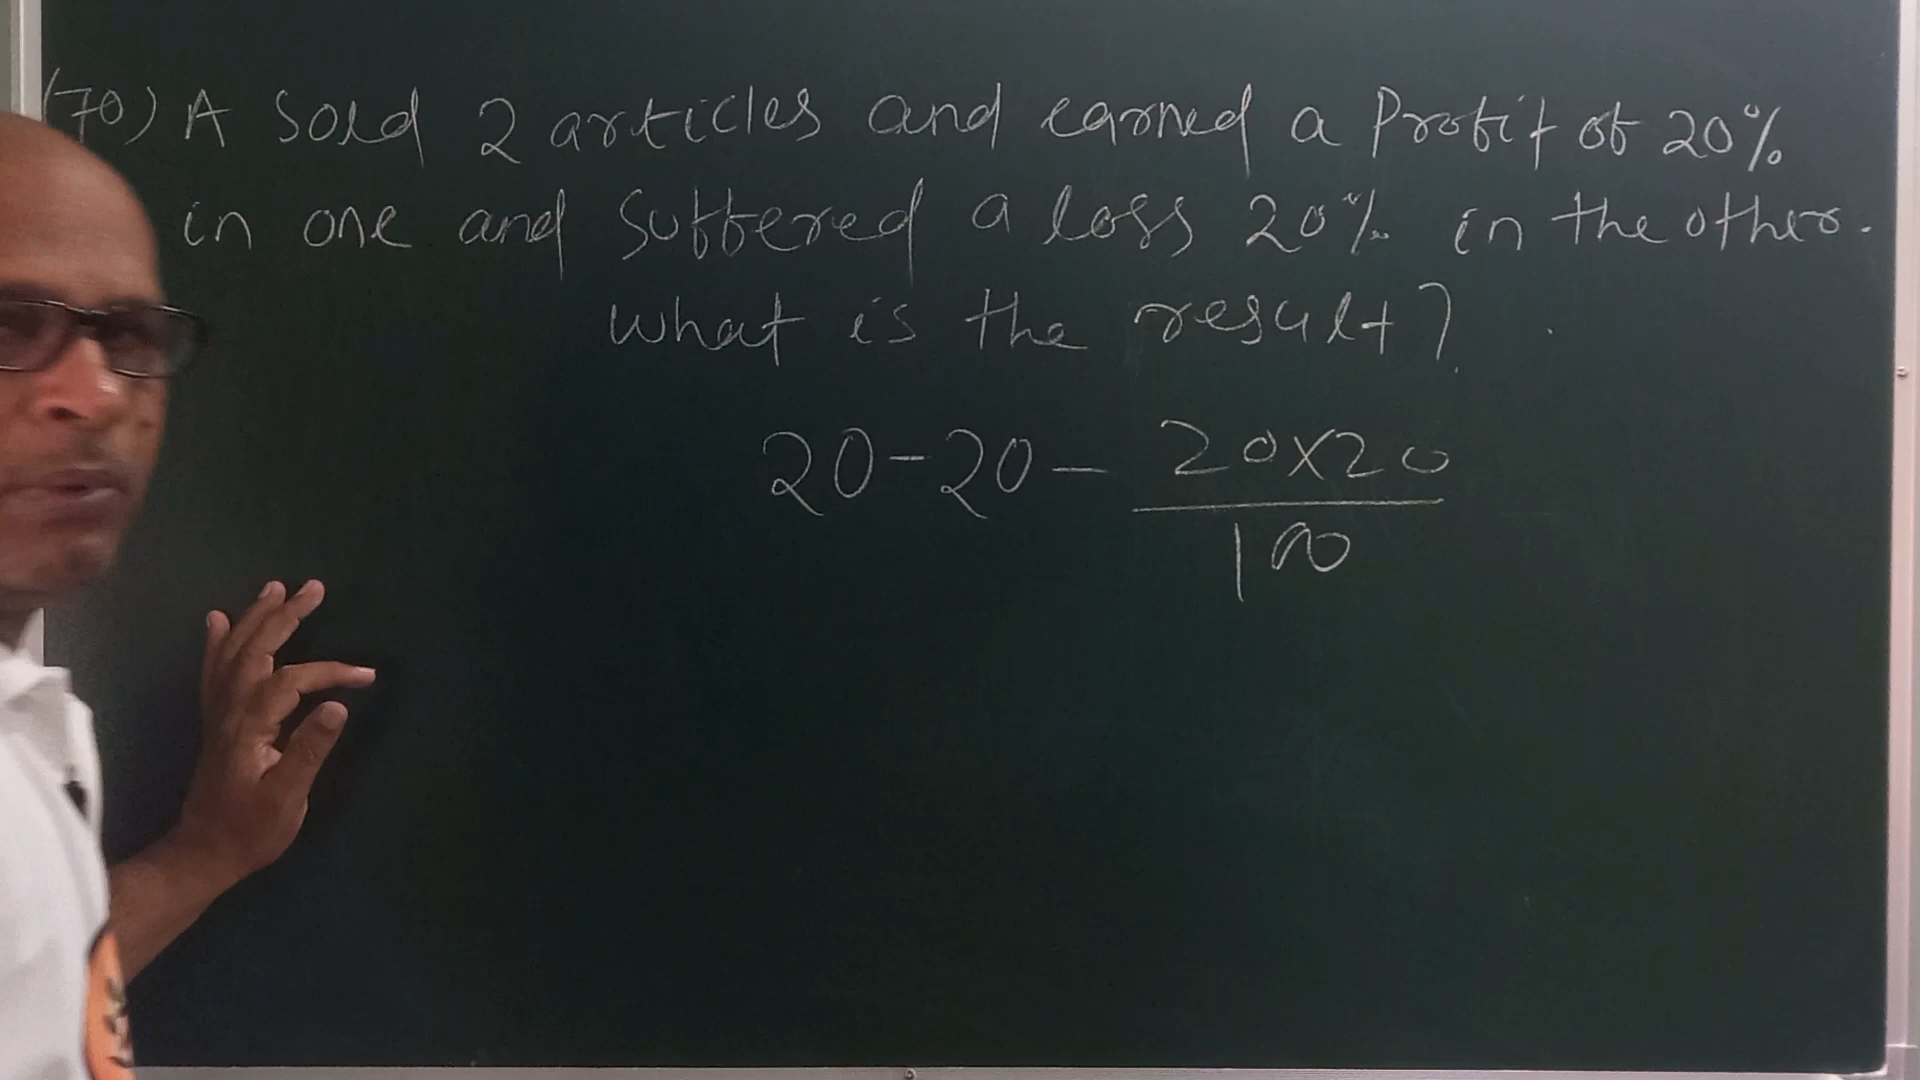 (70) A Sold 2 articles and earned a Profit of 20%
in one and suffered a loss 20% in the other.
what is the result?
20-20- 20x20
100